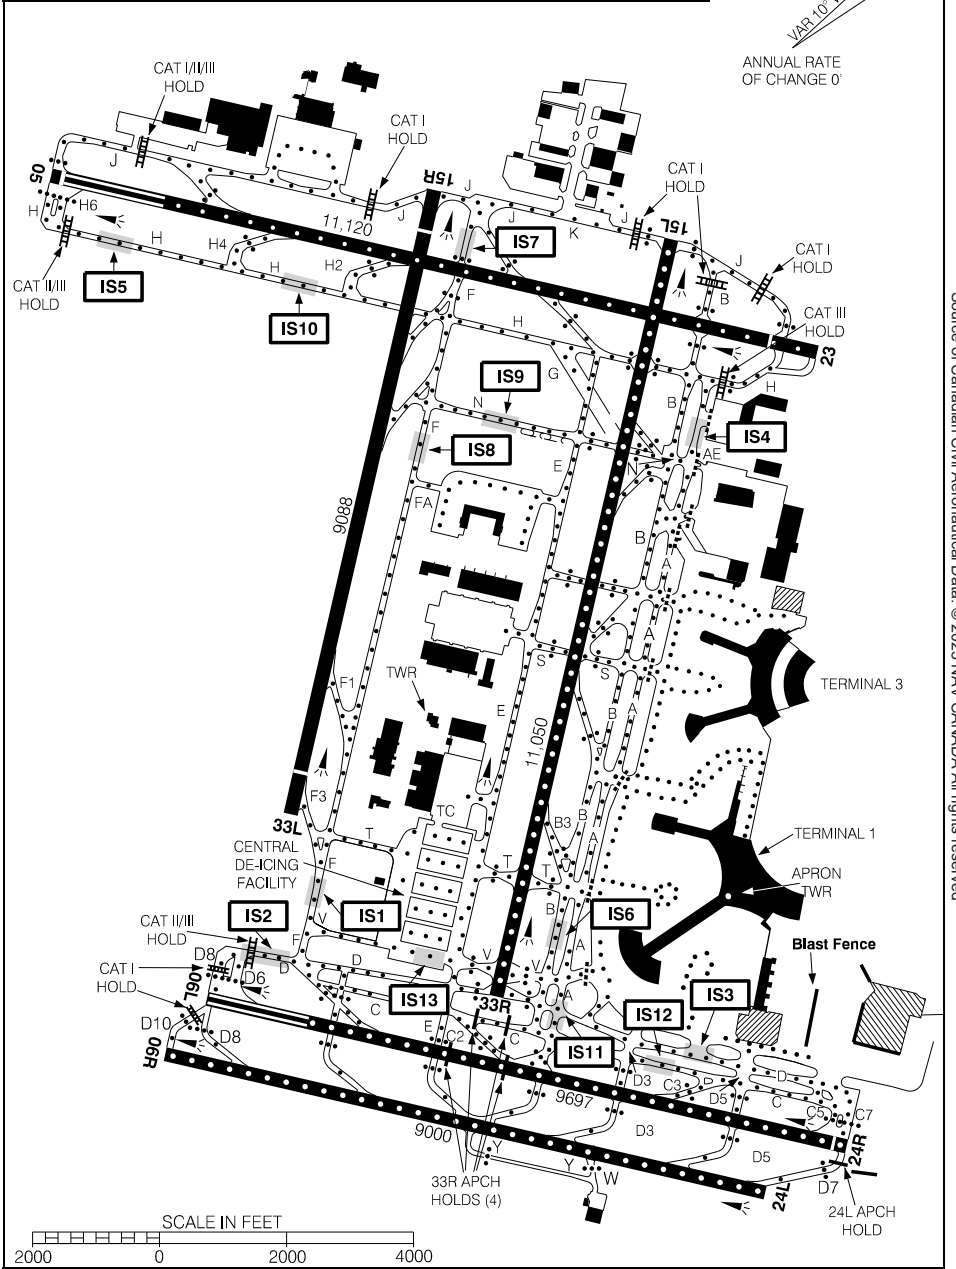 VAR 10° W
ANNUAL RATE
OF CHANGE 0'
CAT I/II/III
HOLD
CAT I
HOLD
CAT I
HOLD
CAT I
HOLD
CAT III
HOLD
05
15R
15L
J
J
J
J
J
J
K
H
H6
H
H4
H
H2
11,120
IS7
IS5
IS10
CAT II/III
HOLD
F
H
G
B
23
H
IS9
N
B
IS4
F
IS8
E
N
AE
FA
9088
B
A
A
S
S
TERMINAL 3
F1
TWR
E
B
A
11,050
F3
33L
TC
B3
B
A
TERMINAL 1
T
CENTRAL
DE-ICING
FACILITY
F
T
T
APRON
TWR
IS2
IS1
IS6
CAT II/III
HOLD
V
B
F
A
V
V
Blast Fence
CAT I
HOLD
D8
D
D6
D
06L
IS13
33R
A
IS3
IS12
C
E
C2
C
IS11
D10
D8
06R
D3
C3
D5
D
C
C5
C7
9697
9000
D3
D5
Y
Y
W
24R
24L
D7
33R APCH
HOLDS (4)
24L APCH
HOLD
SCALE IN FEET
2000
0
2000
4000
Source of Canadian Civil Aeronautical Data: © 2023 NAV CANADA All rights reserved